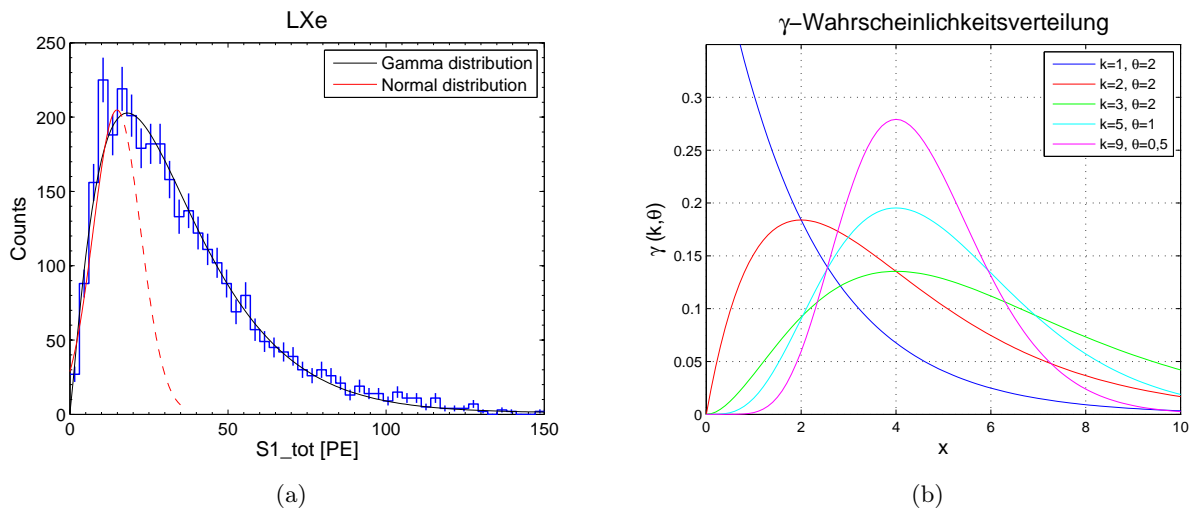 LXe
250
200
150
100
50
0
Counts
Gamma distribution
Normal distribution
0 50 100 150
S1_tot [PE]
(a)
γ−Wahrscheinlichkeitsverteilung
0.3
0.25
0.2
0.15
0.1
0.05
0
γ (k,θ)
k=1, θ=2
k=2, θ=2
k=3, θ=2
k=5, θ=1
k=9, θ=0,5
0 2 4 6 8 10
x
(b)